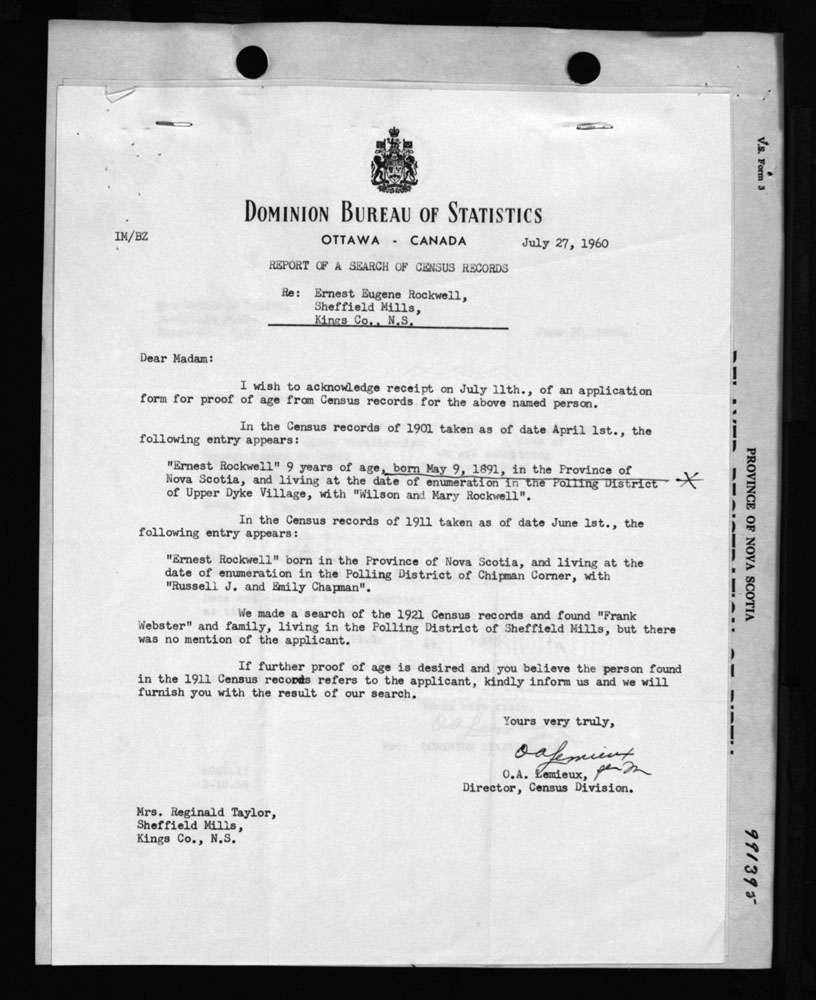 V.S. Form 3
DOMINION BUREAU OF STATISTICS
IM/BZ
OTTAWA - CANADA
July 27, 1960
REPORT OF A SEARCH OF CENSUS RECORDS
Re: Ernest Eugene Rockwell,
Sheffield Mills,
Kings Co., N.S.
Dear Madam:
I wish to acknowledge receipt on July 11th., of an application
form for proof of age from Census records for the above named person.
In the Census records of 1901 taken as of date April 1st., the
following entry appears:
"Ernest Rockwell" 9 years of age, born May 9, 1891, in the Province of
Nova Scotia, and living at the date of enumeration in the Polling District
of Upper Dyke Village, with "Wilson and Mary Rockwell".
In the Census records of 1911 taken as of date June 1st., the
following entry appears:
"Ernest Rockwell" born in the Province of Nova Scotia, and living at the
date of enumeration in the Polling District of Chipman Corner, with
"Russell J. and Emily Chapman".
We made a search of the 1921 Census records and found "Frank
Webster" and family, living in the Polling District of Sheffield Mills, but there
was no mention of the applicant.
If further proof of age is desired and you believe the person found
in the 1911 Census records refers to the applicant, kindly inform us and we will
furnish you with the result of our search.
Yours very truly,
O A Lemieux
O.A. Lemieux,
Director, Census Division.
Mrs. Reginald Taylor,
Sheffield Mills,
Kings Co., N.S.
PROVINCE OF NOVA SCOTIA